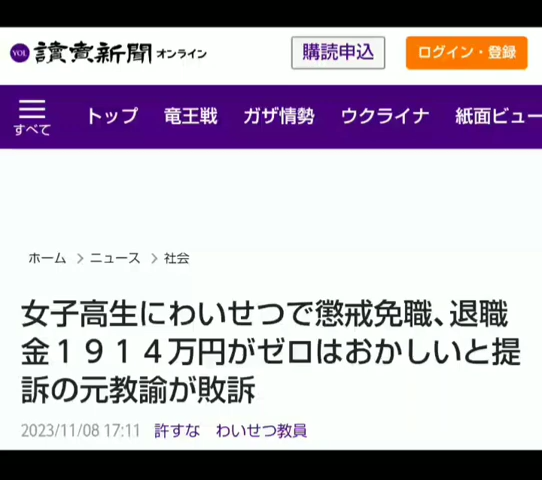 YOL 讀賣新聞 オンライン 購読申込 ログイン・登録
すべて トップ 竜王戦 ガザ情勢 ウクライナ 紙面ビュー
ホーム > ニュース > 社会
女子高生にわいせつで懲戒免職、退職
金1914万円がゼロはおかしいと提
訴の元教諭が敗訴
2023/11/08 17:11 許すな わいせつ教員